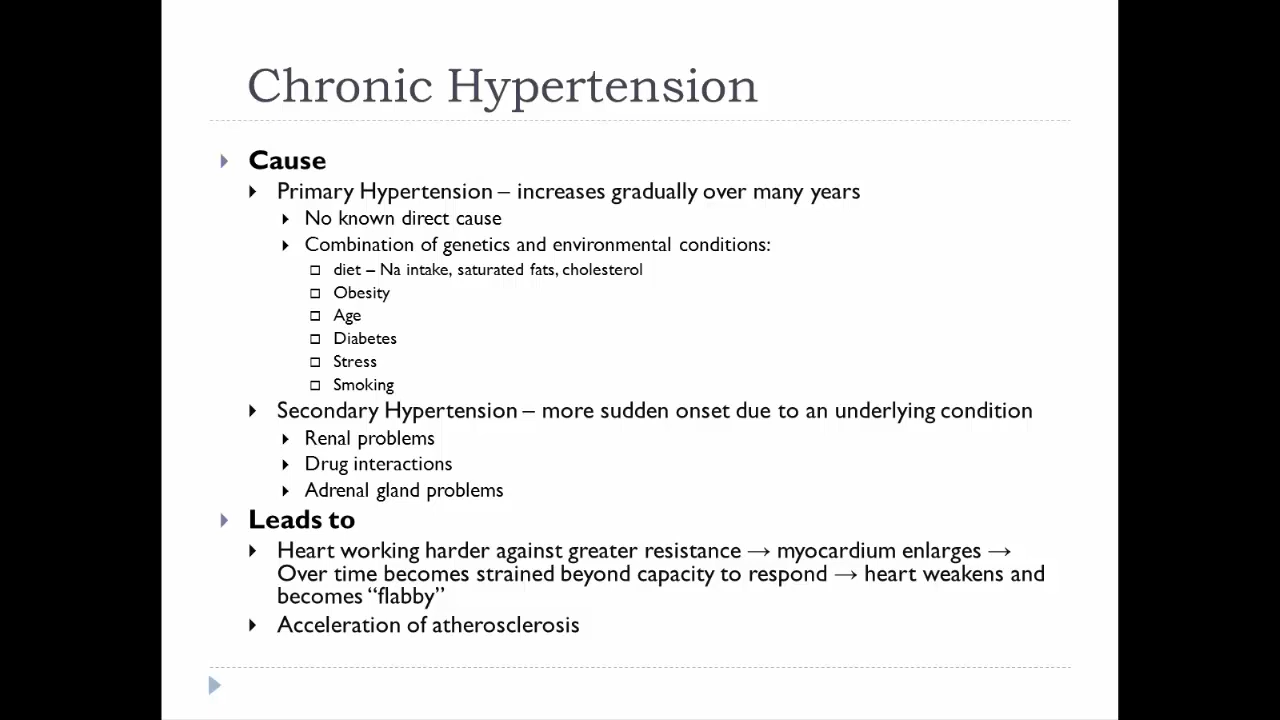 Chronic Hypertension
Cause
Primary Hypertension – increases gradually over many years
No known direct cause
Combination of genetics and environmental conditions:
diet – Na intake, saturated fats, cholesterol
Obesity
Age
Diabetes
Stress
Smoking
Secondary Hypertension – more sudden onset due to an underlying condition
Renal problems
Drug interactions
Adrenal gland problems
Leads to
Heart working harder against greater resistance → myocardium enlarges →
Over time becomes strained beyond capacity to respond → heart weakens and
becomes “flabby”
Acceleration of atherosclerosis